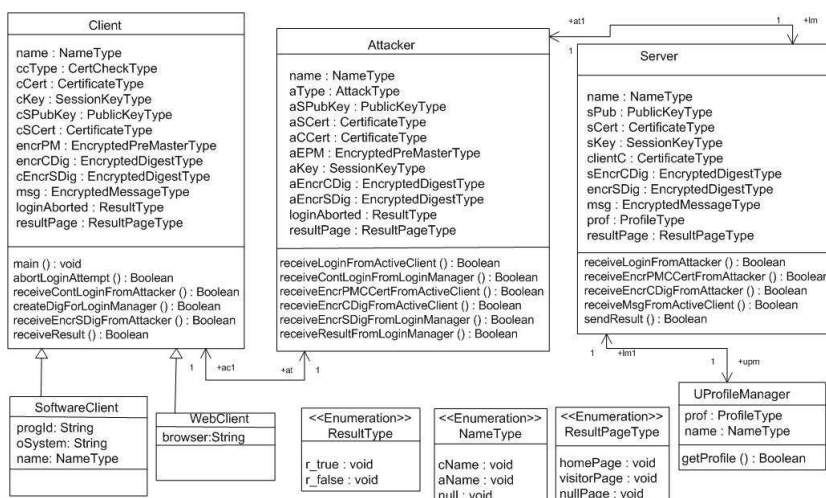 Client
name : NameType
ccType : CertCheckType
cCert : CertificateType
cKey : SessionKeyType
cSPubKey : PublicKeyType
cSCert : CertificateType
encrPM : EncryptedPreMasterType
encrCDig : EncryptedDigestType
cEncrSDig : EncryptedDigestType
msg : EncryptedMessageType
loginAborted : ResultType
resultPage : ResultPageType
main () : void
abortLoginAttempt () : Boolean
receiveContLoginFromAttacker () : Boolean
createDigForLoginManager () : Boolean
receiveEncrSDigFromAttacker () : Boolean
receiveResult () : Boolean
Attacker
name : NameType
aType : AttackType
aSPubKey : PublicKeyType
aSCert : CertificateType
aCCert : CertificateType
aEPM : EncryptedPreMasterType
aKey : SessionKeyType
aEncrCDig : EncryptedDigestType
aEncrSDig : EncryptedDigestType
loginAborted : ResultType
resultPage : ResultPageType
receiveLoginFromActiveClient () : Boolean
receiveContLoginFromLoginManager () : Boolean
receiveEncrPMCCertFromActiveClient () : Boolean
recevieEncrCDigFromActiveClient () : Boolean
receiveEncrSDigFromLoginManager () : Boolean
receiveResultFromLoginManager () : Boolean
+at1
1
1
+lm
Server
name : NameType
sPub : PublicKeyType
sCert : CertificateType
sKey : SessionKeyType
clientC : CertificateType
sEncrCDig : EncryptedDigestType
encrSDig : EncryptedDigestType
msg : EncryptedMessageType
prof : ProfileType
resultPage : ResultPageType
receiveLoginFromAttacker () : Boolean
receiveEncrPMCCertFromAttacker () : Boolean
receiveEncrCDigFromAttacker () : Boolean
receiveMsgFromActiveClient () : Boolean
sendResult () : Boolean
1
+ac1
+at
1
1
+lm1
1
+upm
SoftwareClient
progId: String
oSystem: String
name: NameType
WebClient
browser:String
<<Enumeration>>
ResultType
r_true : void
r_false : void
<<Enumeration>>
NameType
cName : void
aName : void
null : void
<<Enumeration>>
ResultPageType
homePage : void
visitorPage : void
nullPage : void
UProfileManager
prof : ProfileType
name : NameType
getProfile () : Boolean